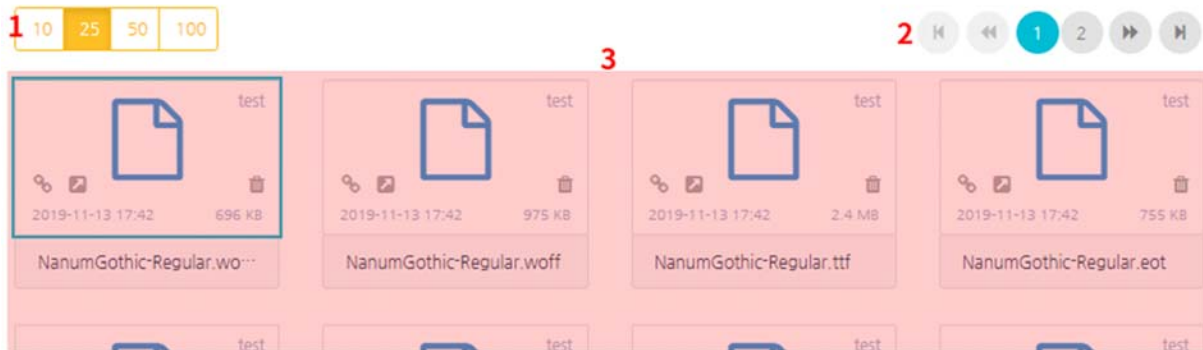 1 10 25 50 100 2 1 2
3
test test test test
2019-11-13 17:42 696 KB 2019-11-13 17:42 975 KB 2019-11-13 17:42 2.4 MB 2019-11-13 17:42 755 KB
NanumGothic-Regular.wo··· NanumGothic-Regular.woff NanumGothic-Regular.ttf NanumGothic-Regular.eot
test test test test